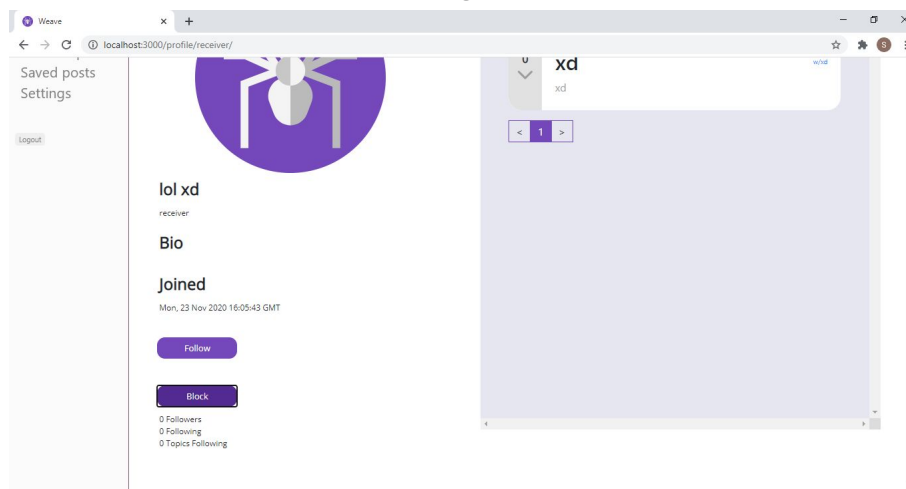 Weave
localhost:3000/profile/receiver/
S
Saved posts
Settings
Logout
lol xd
receiver
Bio
Joined
Mon, 23 Nov 2020 16:05:43 GMT
Follow
Block
0 Followers
0 Following
0 Topics Following
0
xd
w/xd
xd
< 1 >